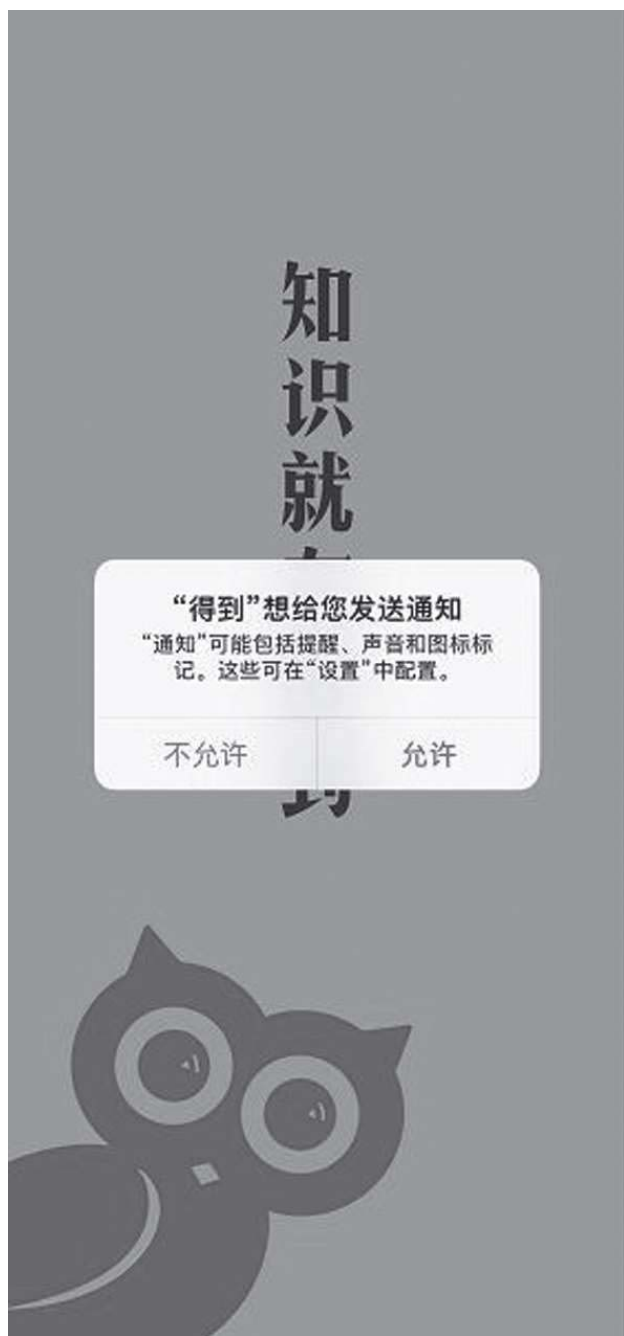 知
识
就
“得到”想给您发送通知
“通知”可能包括提醒、声音和图标标
记。这些可在“设置”中配置。
不允许
允许
到